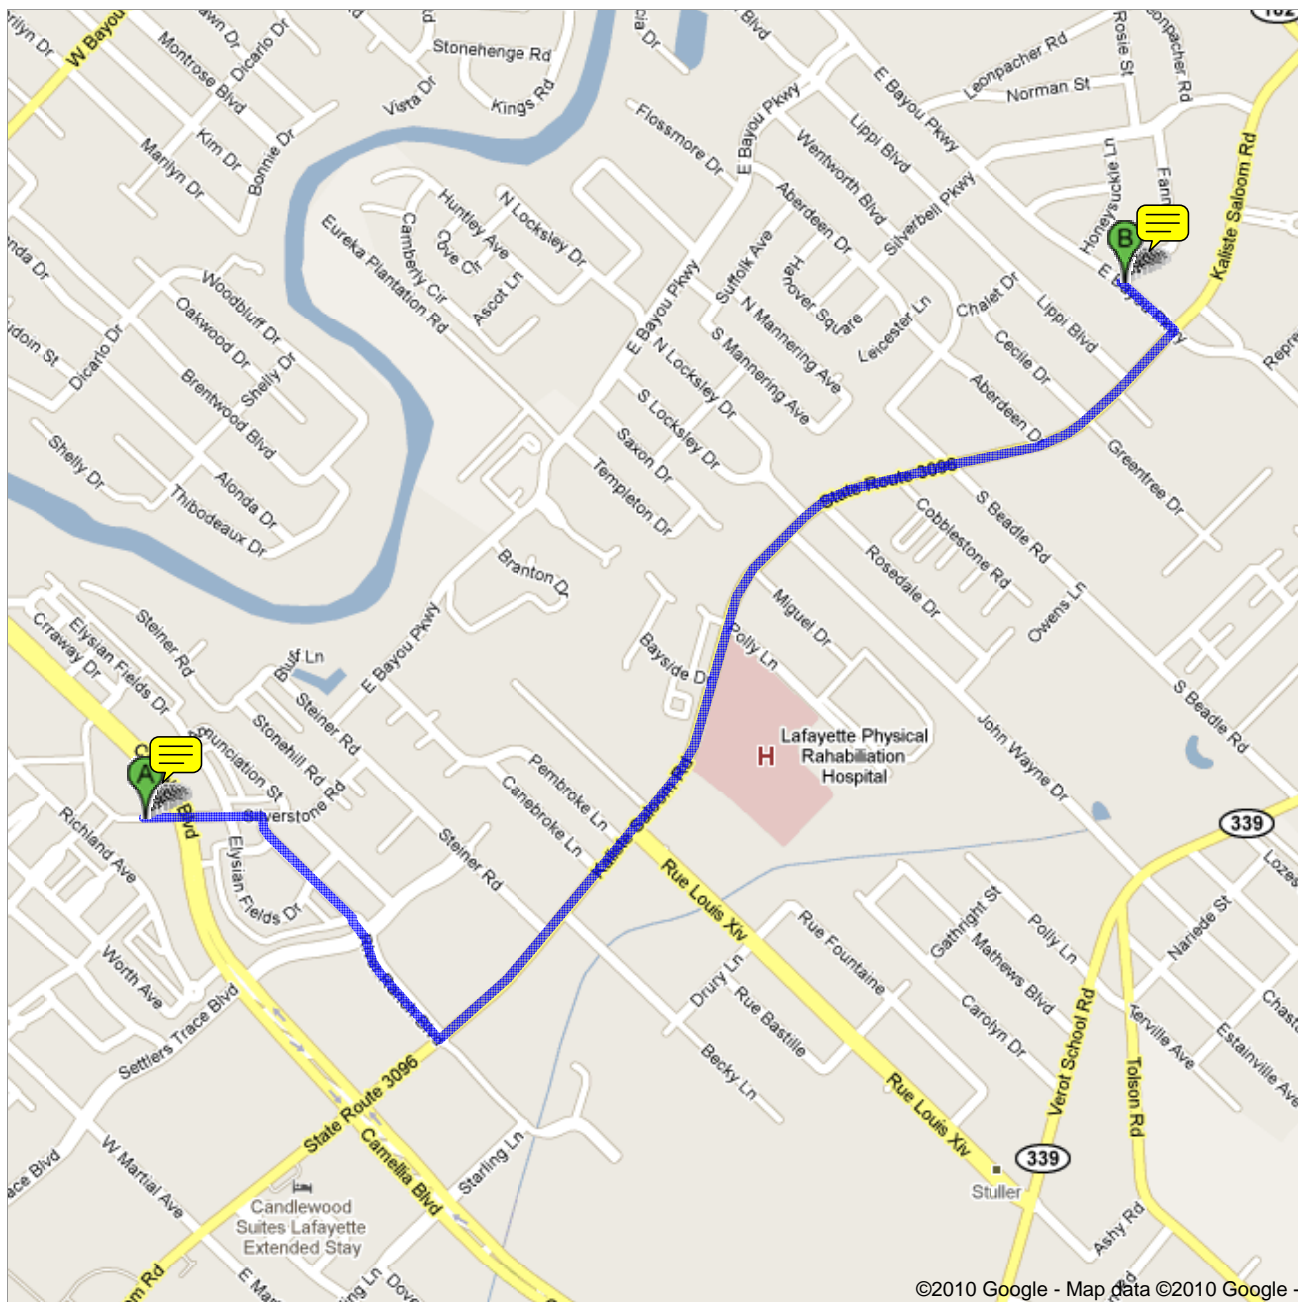 102
W Bayou
Montrose Blvd
Dicarlo Dr
Stonehenge Rd
Vista Dr
Kings Rd
Kim Dr
Marilyn Dr
Bonnie Dr
Flossmore Dr
E Bayou Pkwy
E Bayou Pkwy
Lippi Blvd
Wentworth Blvd
Leonpacher Rd
Norman St
Rosie St
Leonpacher Rd
Kaliste Saloom Rd
Honeysuckle Ln
Silverbell Pkwy
Aberdeen Dr
B
Huntley Ave
N Locksley Dr
Camberly Cir
Cove Ct
Eureka Plantation Rd
Ascot Ln
E Bayou Pkwy
Suffolk Ave
Hanover Square
N Mannering Ave
S Mannering Ave
Leicester Ln
Chalet Dr
Lippi Blvd
Cecile Dr
Aberdeen Dr
Woodbluff Dr
Oakwood Dr
Dicarlo Dr
Shelly Dr
Brentwood Blvd
Shelly Dr
Alonda Dr
Thibodeaux Dr
N Locksley Dr
S Locksley Dr
Saxon Dr
Templeton Dr
State Route 3096
Greentree Dr
S Beadle Rd
Cobblestone Rd
Rosedale Dr
Owens Ln
Branton Dr
Miguel Dr
Polly Ln
Bayside D
S Beadle Rd
Steiner Rd
Elysian Fields Dr
Crraway Dr
Bluff Ln
E Bayou Pkwy
Steiner Rd
Stonehill Rd
nunciation St
Silverstone Rd
A
Blvd
Richland Ave
Elysian Fields Dr
Steiner Rd
Pembroke Ln
Canebroke Ln
H
Lafayette Physical
Rahabiliation
Hospital
John Wayne Dr
339
Rue Louis Xiv
Gathright St
Polly Ln
Mathews Blvd
Nariede St
Worth Ave
Settlers Trace Blvd
Drury Ln
Rue Fountaine
Rue Bastille
Carolyn Dr
Becky Ln
Verot School Rd
Terville Ave
Estainville Ave
Tolson Rd
State Route 3096
Camellia Blvd
Starling Ln
Rue Louis Xiv
339
Stuller
W Martial Ave
Candlewood
Suites Lafayette
Extended Stay
Ashy Rd
©2010 Google - Map data ©2010 Google -